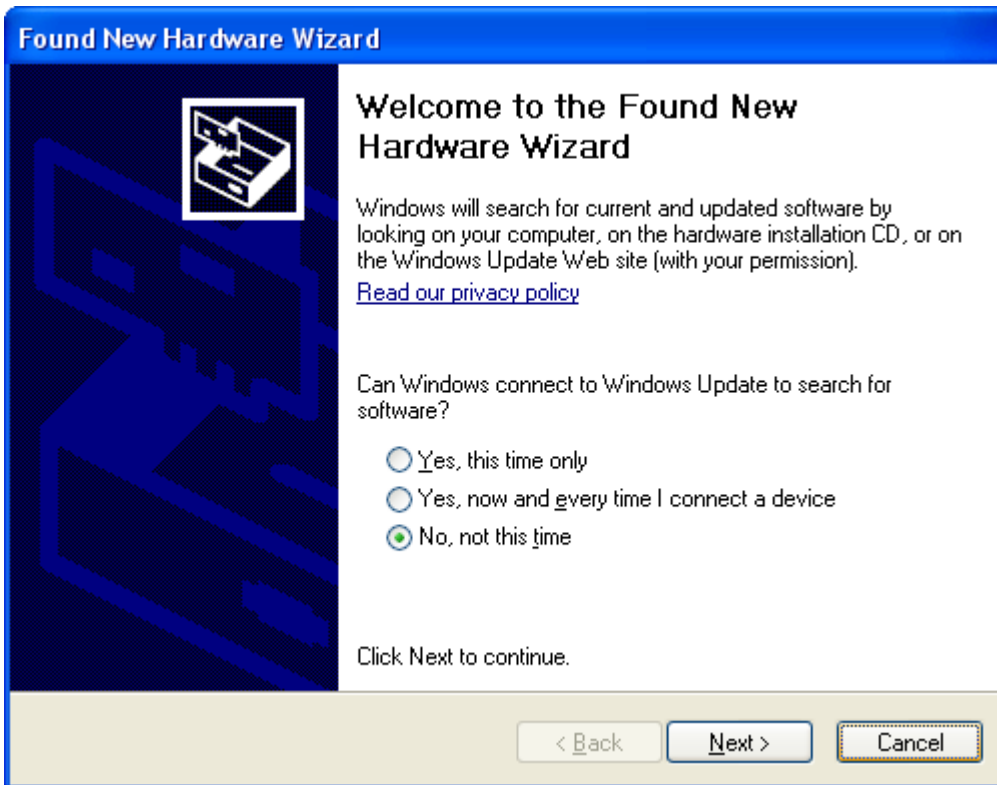 Found New Hardware Wizard
Welcome to the Found New
Hardware Wizard
Windows will search for current and updated software by
looking on your computer, on the hardware installation CD, or on
the Windows Update Web site (with your permission).
Read our privacy policy
Can Windows connect to Windows Update to search for
software?
Yes, this time only
Yes, now and every time I connect a device
No, not this time
Click Next to continue.
< Back
Next >
Cancel